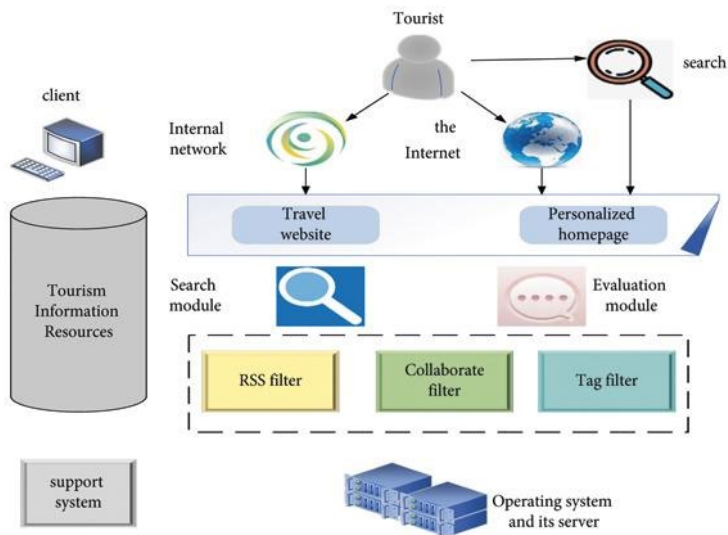 Tourist
search
client
Internal
network
the
Internet
Travel
website
Personalized
homepage
Tourism
Information
Resources
Search
module
Evaluation
module
RSS filter
Collaborate
filter
Tag filter
support
system
Operating system
and its server